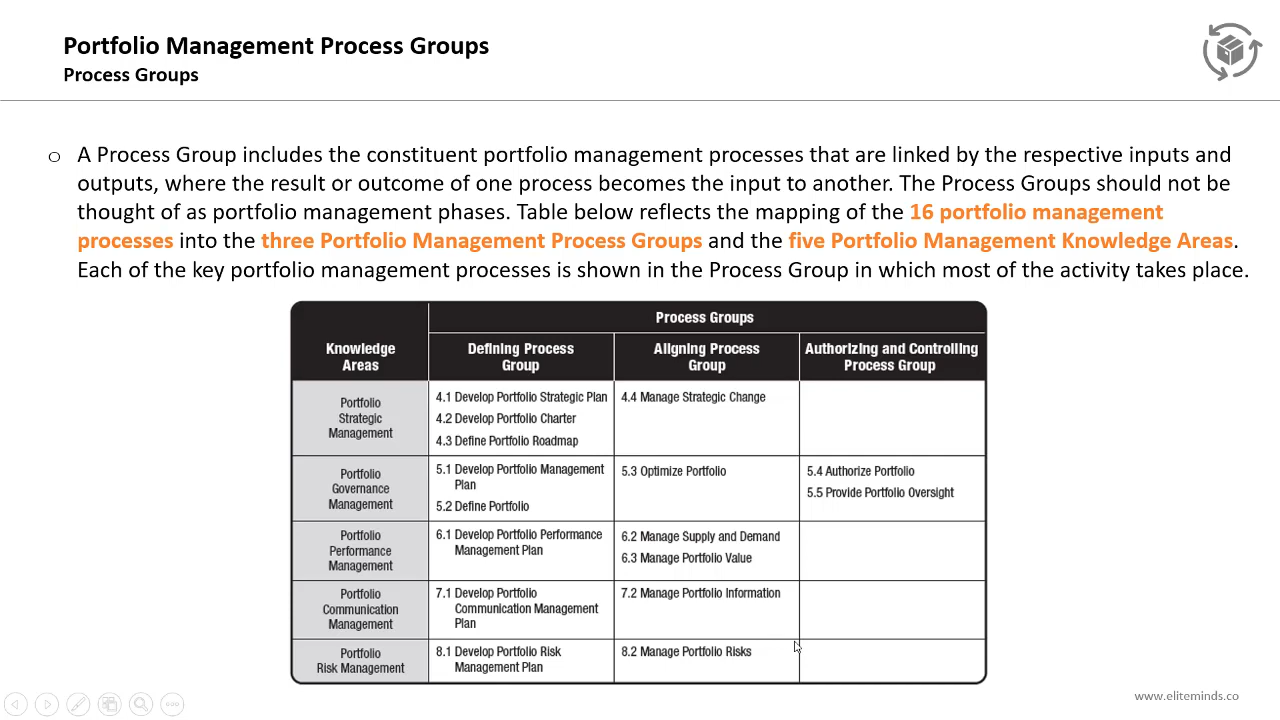 Portfolio Management Process Groups
Process Groups
o A Process Group includes the constituent portfolio management processes that are linked by the respective inputs and
outputs, where the result or outcome of one process becomes the input to another. The Process Groups should not be
thought of as portfolio management phases. Table below reflects the mapping of the 16 portfolio management
processes into the three Portfolio Management Process Groups and the five Portfolio Management Knowledge Areas.
Each of the key portfolio management processes is shown in the Process Group in which most of the activity takes place.
Process Groups
Knowledge
Areas
Defining Process
Group
Aligning Process
Group
Authorizing and Controlling
Process Group
Portfolio
Strategic
Management
4.1 Develop Portfolio Strategic Plan
4.2 Develop Portfolio Charter
4.3 Define Portfolio Roadmap
4.4 Manage Strategic Change
Portfolio
Governance
Management
5.1 Develop Portfolio Management
Plan
5.2 Define Portfolio
5.3 Optimize Portfolio
5.4 Authorize Portfolio
5.5 Provide Portfolio Oversight
Portfolio
Performance
Management
6.1 Develop Portfolio Performance
Management Plan
6.2 Manage Supply and Demand
6.3 Manage Portfolio Value
Portfolio
Communication
Management
7.1 Develop Portfolio
Communication Management
Plan
7.2 Manage Portfolio Information
Portfolio
Risk Management
8.1 Develop Portfolio Risk
Management Plan
8.2 Manage Portfolio Risks
www.eliteminds.co